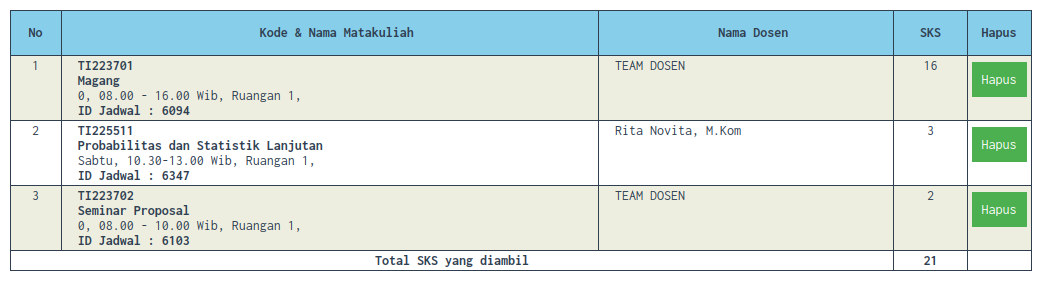 No Kode & Nama Matakuliah Nama Dosen SKS Hapus
1 TI223701 TEAM DOSEN 16 Hapus
Magang
0, 08.00 - 16.00 Wib, Ruangan 1,
ID Jadwal : 6094
2 TI225511 Rita Novita, M.Kom 3 Hapus
Probabilitas dan Statistik Lanjutan
Sabtu, 10.30-13.00 Wib, Ruangan 1,
ID Jadwal : 6347
3 TI223702 TEAM DOSEN 2 Hapus
Seminar Proposal
0, 08.00 - 10.00 Wib, Ruangan 1,
ID Jadwal : 6103
Total SKS yang diambil 21